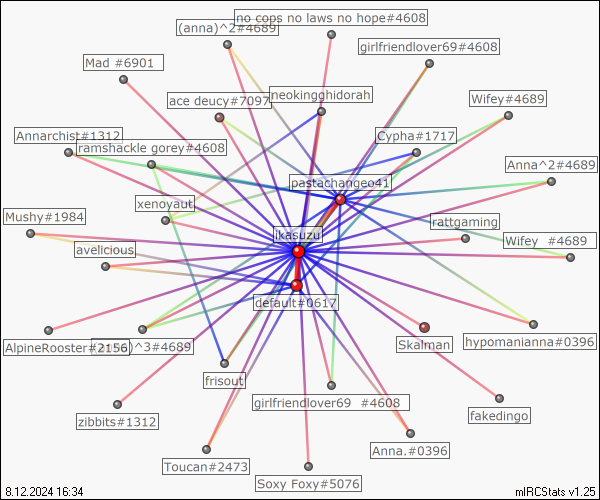 no cops no laws no hope#4608
(anna)^2#4689
girlfriendlover69#4608
Mad #6901
neokingghidorah
ace deucy#7097
Wifey#4689
Annarchist#1312
Cypha#1717
ramshackle gorey#4608
Anna^2#4689
pastachangeo41
xenoyaut
Mushy#1984
rattgaming
ikasuzu
Wifey #4689
avelicious
default#0617
Skalman
hypomanianna#0396
AlpineRooster#2156
)^3#4689
frisout
girlfriendlover69 #4608
fakedingo
zibbits#1312
Anna.#0396
Toucan#2473
Soxy Foxy#5076
8.12.2024 16:34
mIRCStats v1.25